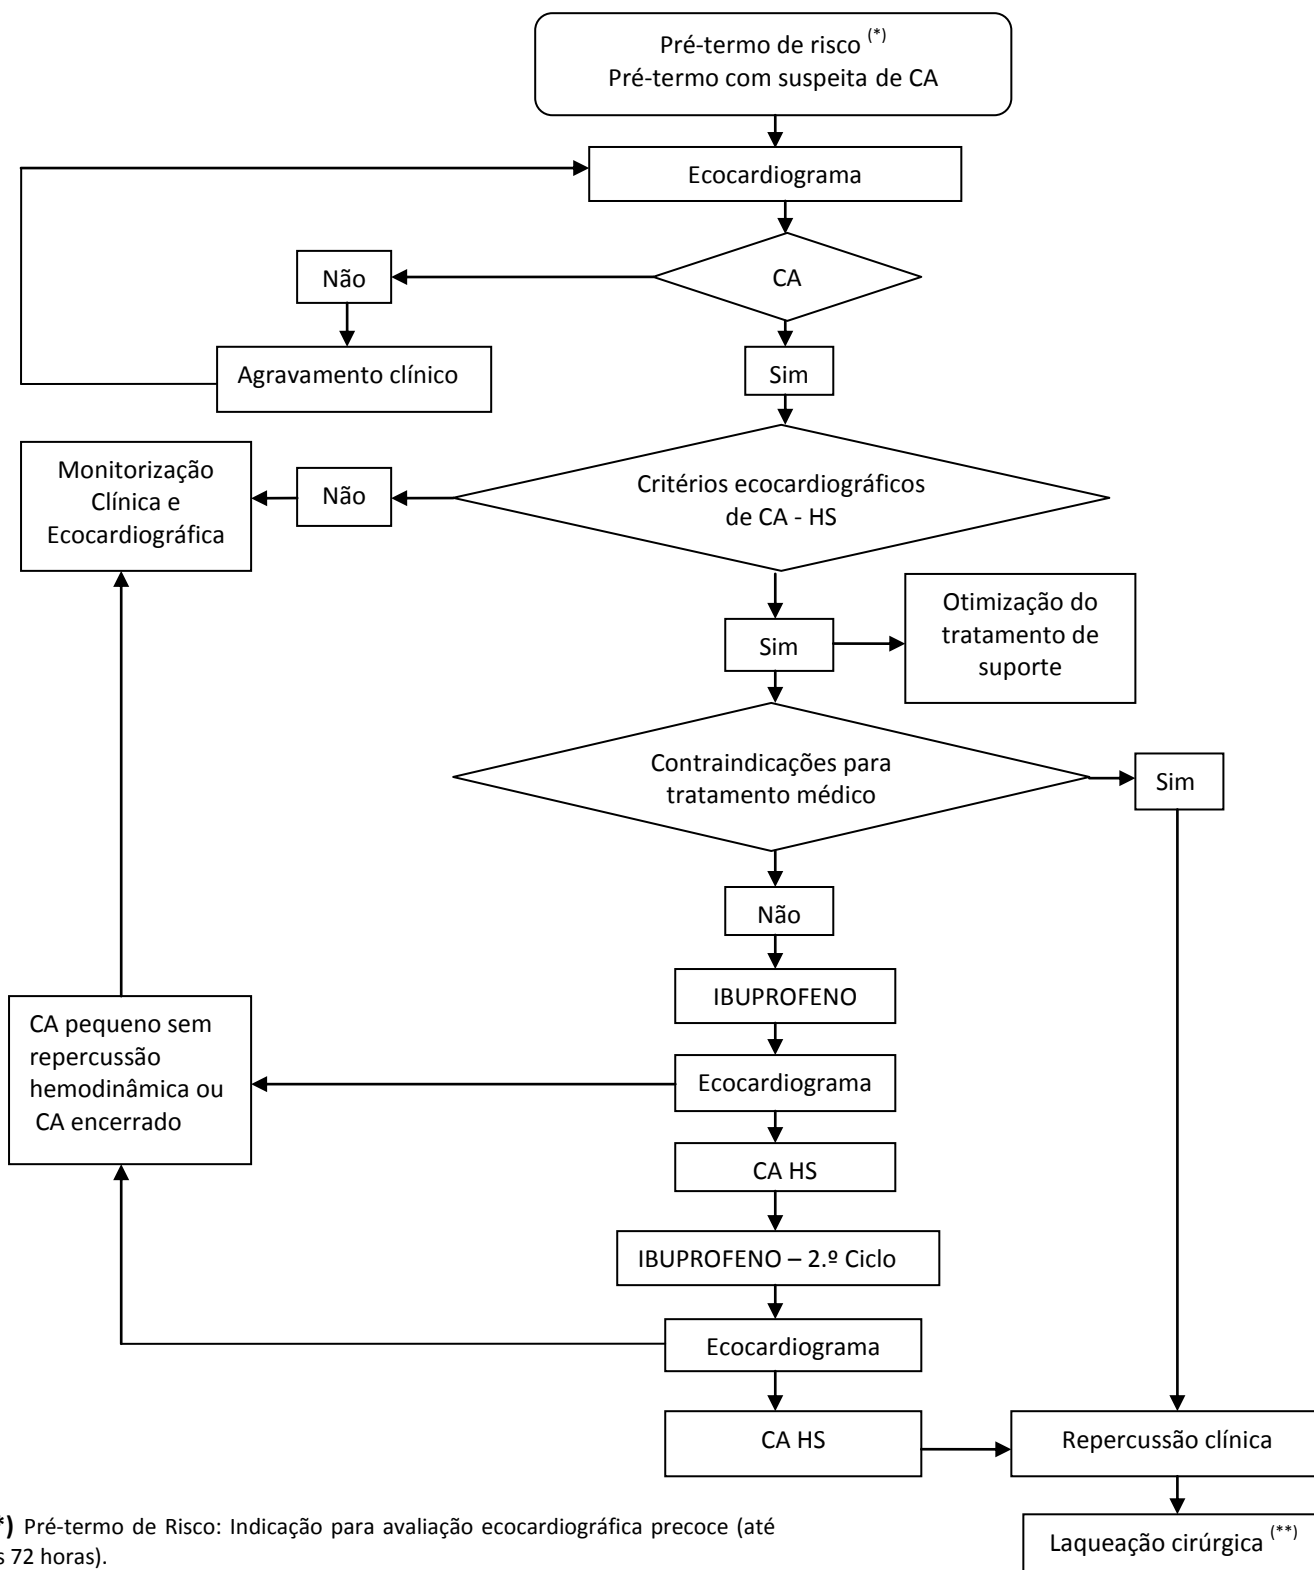 Pré-termo de risco (*)
Pré-termo com suspeita de CA
Ecocardiograma
CA
Não
Agravamento clínico
Sim
Critérios ecocardiográficos
de CA - HS
Não
Monitorização
Clínica e
Ecocardiográfica
Sim
Otimização do
tratamento de
suporte
Contraindicações para
tratamento médico
Sim
Não
IBUPROFENO
Ecocardiograma
CA pequeno sem
repercussão
hemodinâmica ou
CA encerrado
CA HS
IBUPROFENO – 2.º Ciclo
Ecocardiograma
CA HS
Repercussão clínica
Laqueação cirúrgica (**)
*) Pré-termo de Risco: Indicação para avaliação ecocardiográfica precoce (até
s 72 horas).